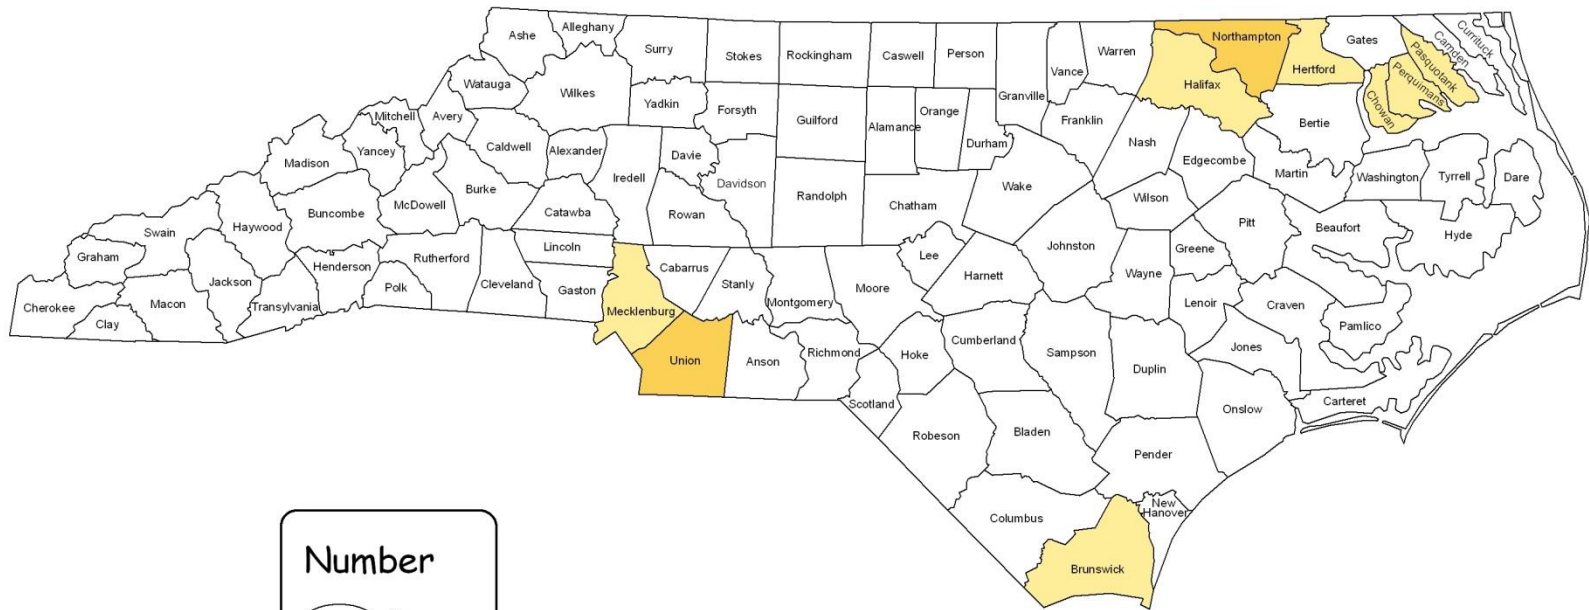 Ashe
Alleghany
Surry
Stokes
Rockingham
Caswell
Person
Granville
Vance
Warren
Northampton
Halifax
Hertford
Gates
Pasquotank
Perquimans
Chowan
Camden
Currituck
Watauga
Wilkes
Yadkin
Forsyth
Guilford
Alamance
Orange
Durham
Franklin
Nash
Edgecombe
Bertie
Martin
Washington
Tyrrell
Dare
Mitchell
Avery
Yancey
Madison
Caldwell
Alexander
Iredell
Davie
Davidson
Randolph
Chatham
Wake
Wilson
Pitt
Beaufort
Hyde
Burke
McDowell
Buncombe
Haywood
Swain
Graham
Catawba
Rowan
Lincoln
Johnston
Greene
Wayne
Lenoir
Craven
Pamlico
Cherokee
Clay
Macon
Jackson
Transylvania
Henderson
Polk
Rutherford
Cleveland
Gaston
Mecklenburg
Cabarrus
Stanly
Montgomery
Moore
Lee
Harnett
Union
Anson
Richmond
Hoke
Cumberland
Sampson
Duplin
Jones
Carteret
Onslow
Scotland
Robeson
Bladen
Pender
Columbus
New
Hanover
Brunswick
Number